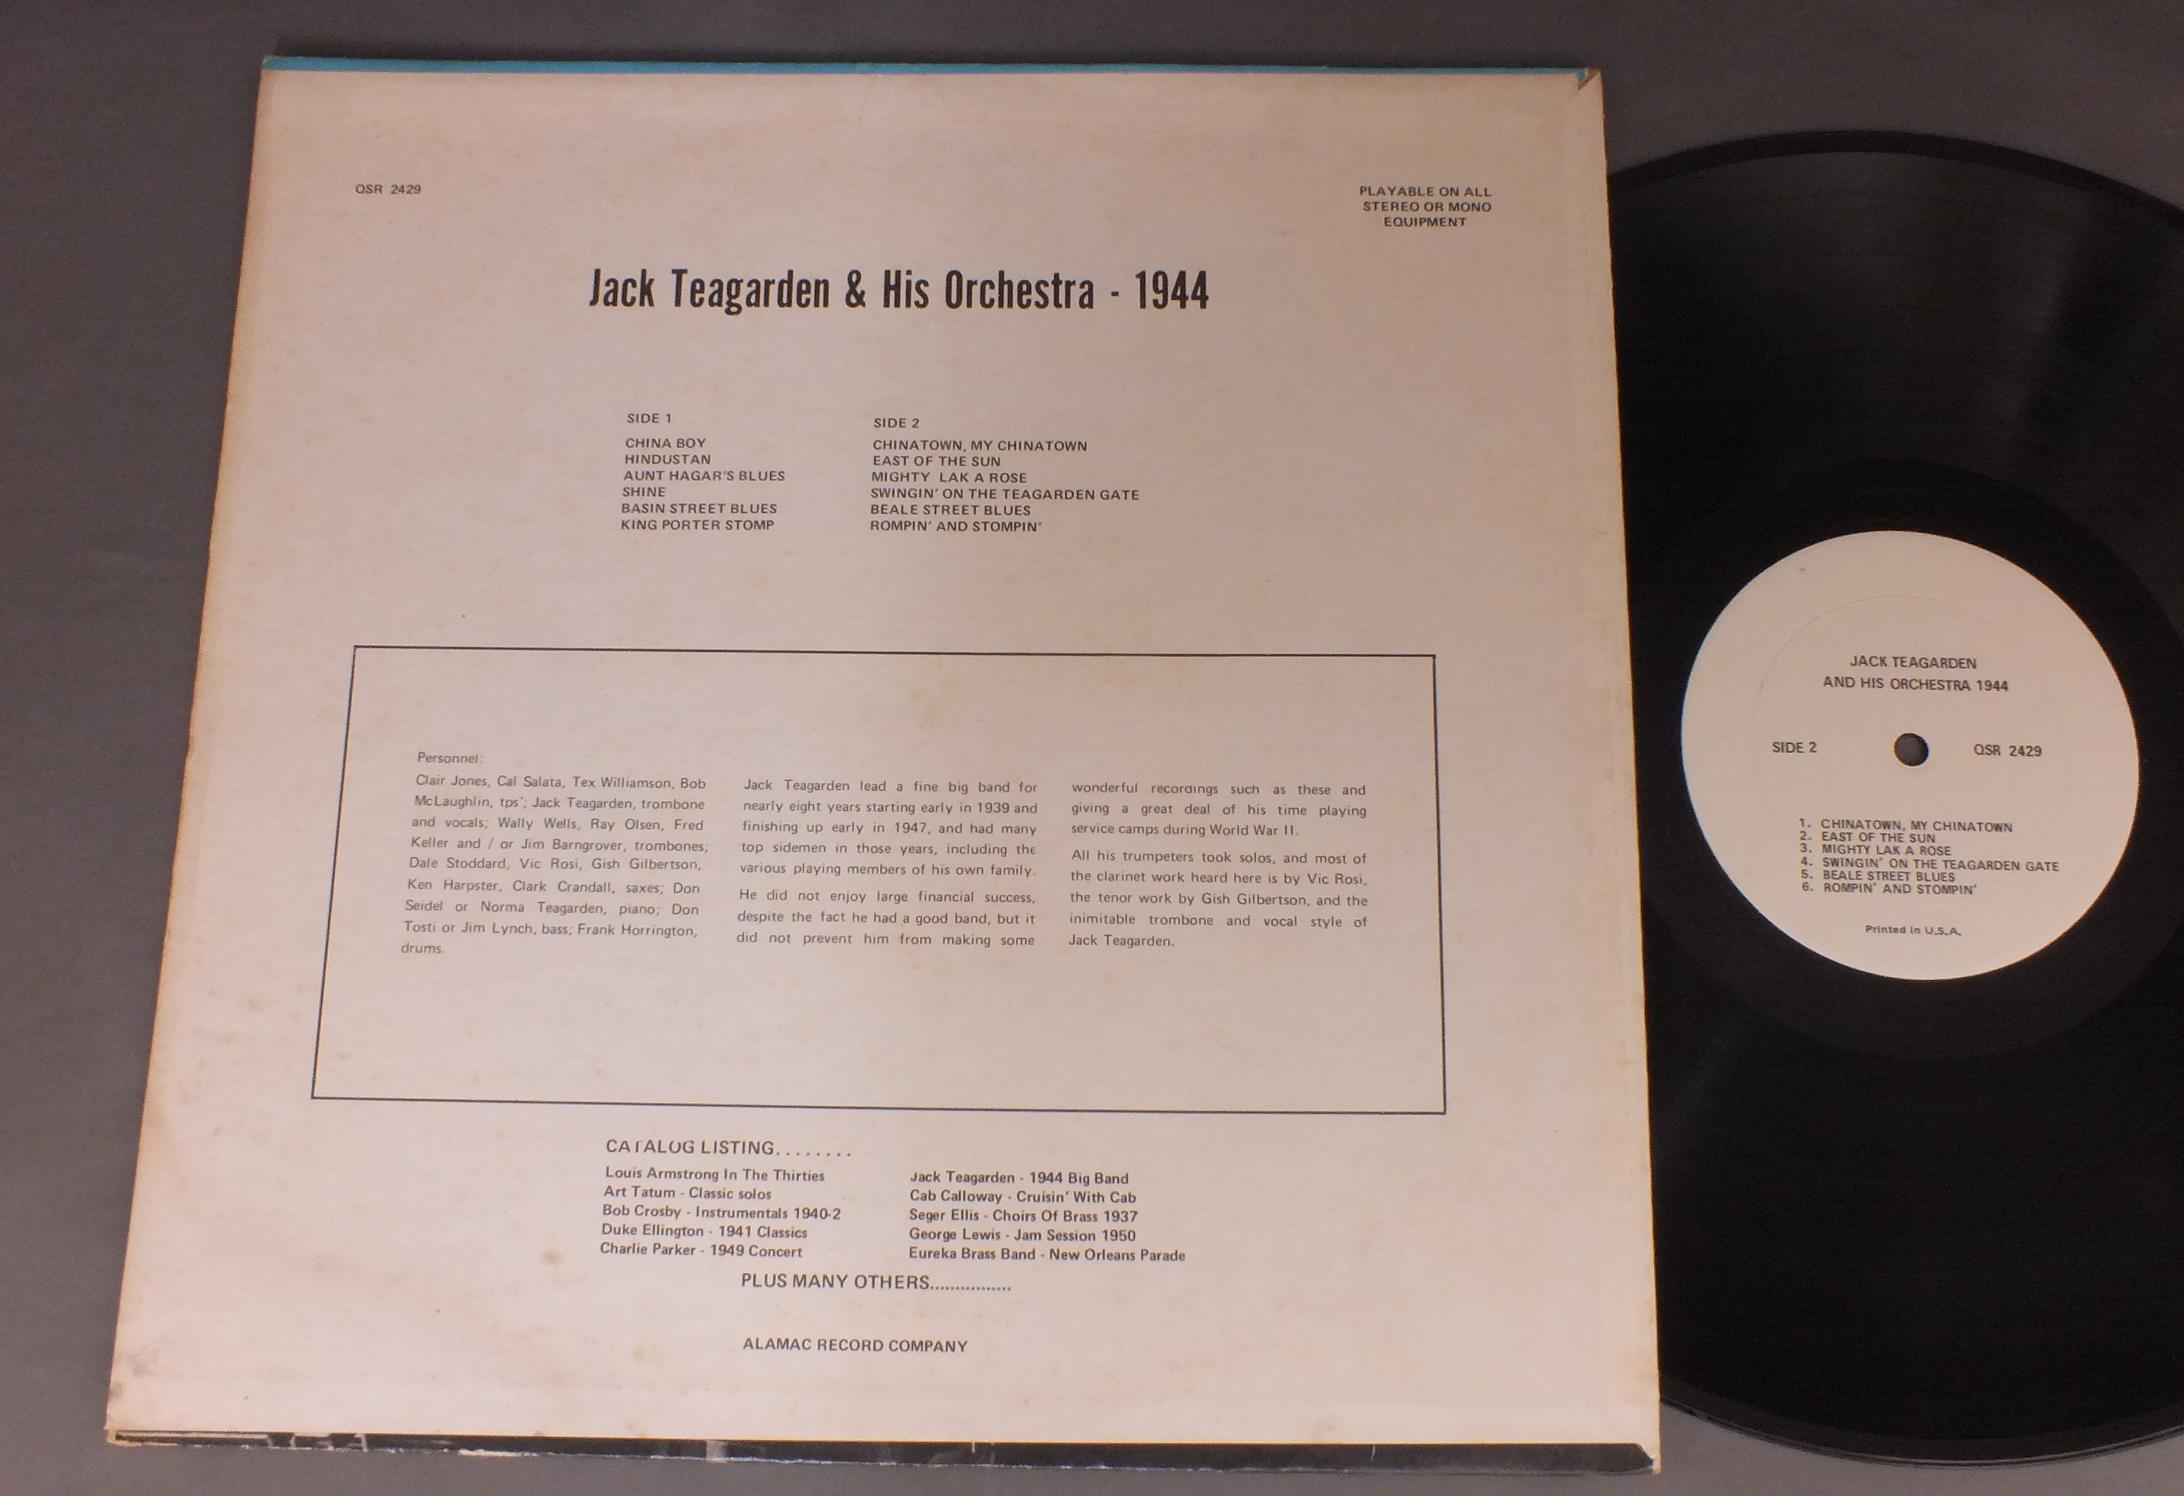 QSR 2429
PLAYABLE ON ALL
STEREO OR MONO
EQUIPMENT
Jack Teagarden & His Orchestra - 1944
SIDE 1
CHINA BOY
HINDUSTAN
AUNT HAGAR'S BLUES
SHINE
BASIN STREET BLUES
KING PORTER STOMP
SIDE 2
CHINATOWN, MY CHINATOWN
EAST OF THE SUN
MIGHTY LAK A ROSE
SWINGIN' ON THE TEAGARDEN GATE
BEALE STREET BLUES
ROMPIN' AND STOMPIN'
Personnel:
Clair Jones, Cal Salata, Tex Williamson, Bob
McLaughlin, tps'; Jack Teagarden, trombone
and vocals; Wally Wells, Ray Olsen, Fred
Keller and / or Jim Barngrover, trombones;
Dale Stoddard, Vic Rosi, Gish Gilbertson,
Ken Harpster, Clark Crandall, saxes; Don
Seidel or Norma Teagarden, piano; Don
Tosti or Jim Lynch, bass; Frank Horrington,
drums.
Jack Teagarden lead a fine big band for
nearly eight years starting early in 1939 and
finishing up early in 1947, and had many
top sidemen in those years, including the
various playing members of his own family.
He did not enjoy large financial success,
despite the fact he had a good band, but it
did not prevent him from making some
wonderful recordings such as these and
giving a great deal of his time playing
service camps during World War II.
All his trumpeters took solos, and most of
the clarinet work heard here is by Vic Rosi,
the tenor work by Gish Gilbertson, and the
inimitable trombone and vocal style of
Jack Teagarden.
CATALOG LISTING........
Louis Armstrong In The Thirties
Art Tatum - Classic solos
Bob Crosby - Instrumentals 1940-2
Duke Ellington - 1941 Classics
Charlie Parker - 1949 Concert
Jack Teagarden - 1944 Big Band
Cab Calloway - Cruisin' With Cab
Seger Ellis - Choirs Of Brass 1937
George Lewis - Jam Session 1950
Eureka Brass Band - New Orleans Parade
PLUS MANY OTHERS................
ALAMAC RECORD COMPANY
JACK TEAGARDEN
AND HIS ORCHESTRA 1944
SIDE 2
QSR 2429
1. CHINATOWN, MY CHINATOWN
2. EAST OF THE SUN
3. MIGHTY LAK A ROSE
4. SWINGIN' ON THE TEAGARDEN GATE
5. BEALE STREET BLUES
6. ROMPIN' AND STOMPIN'
Printed in U.S.A.